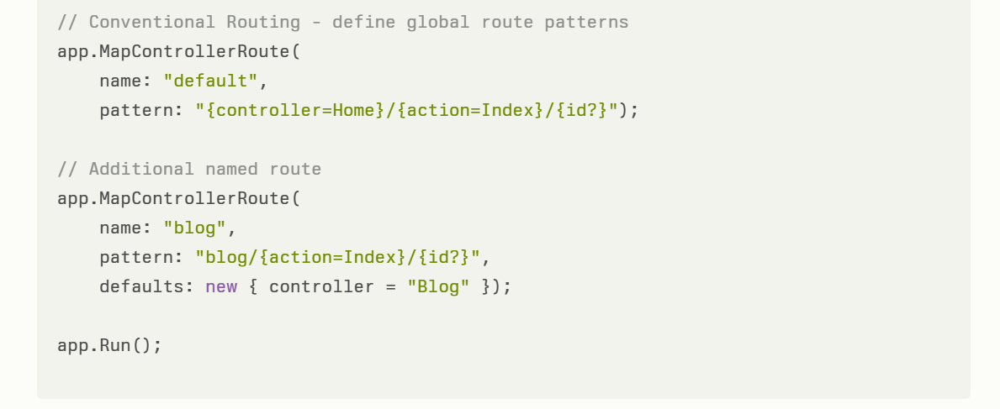 // Conventional Routing - define global route patterns
app.MapControllerRoute(
    name: "default",
    pattern: "{controller=Home}/{action=Index}/{id?}");

// Additional named route
app.MapControllerRoute(
    name: "blog",
    pattern: "blog/{action=Index}/{id?}",
    defaults: new { controller = "Blog" });

app.Run();